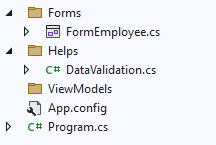 Forms
FormEmployee.cs
Helps
C# DataValidation.cs
ViewModels
App.config
C# Program.cs